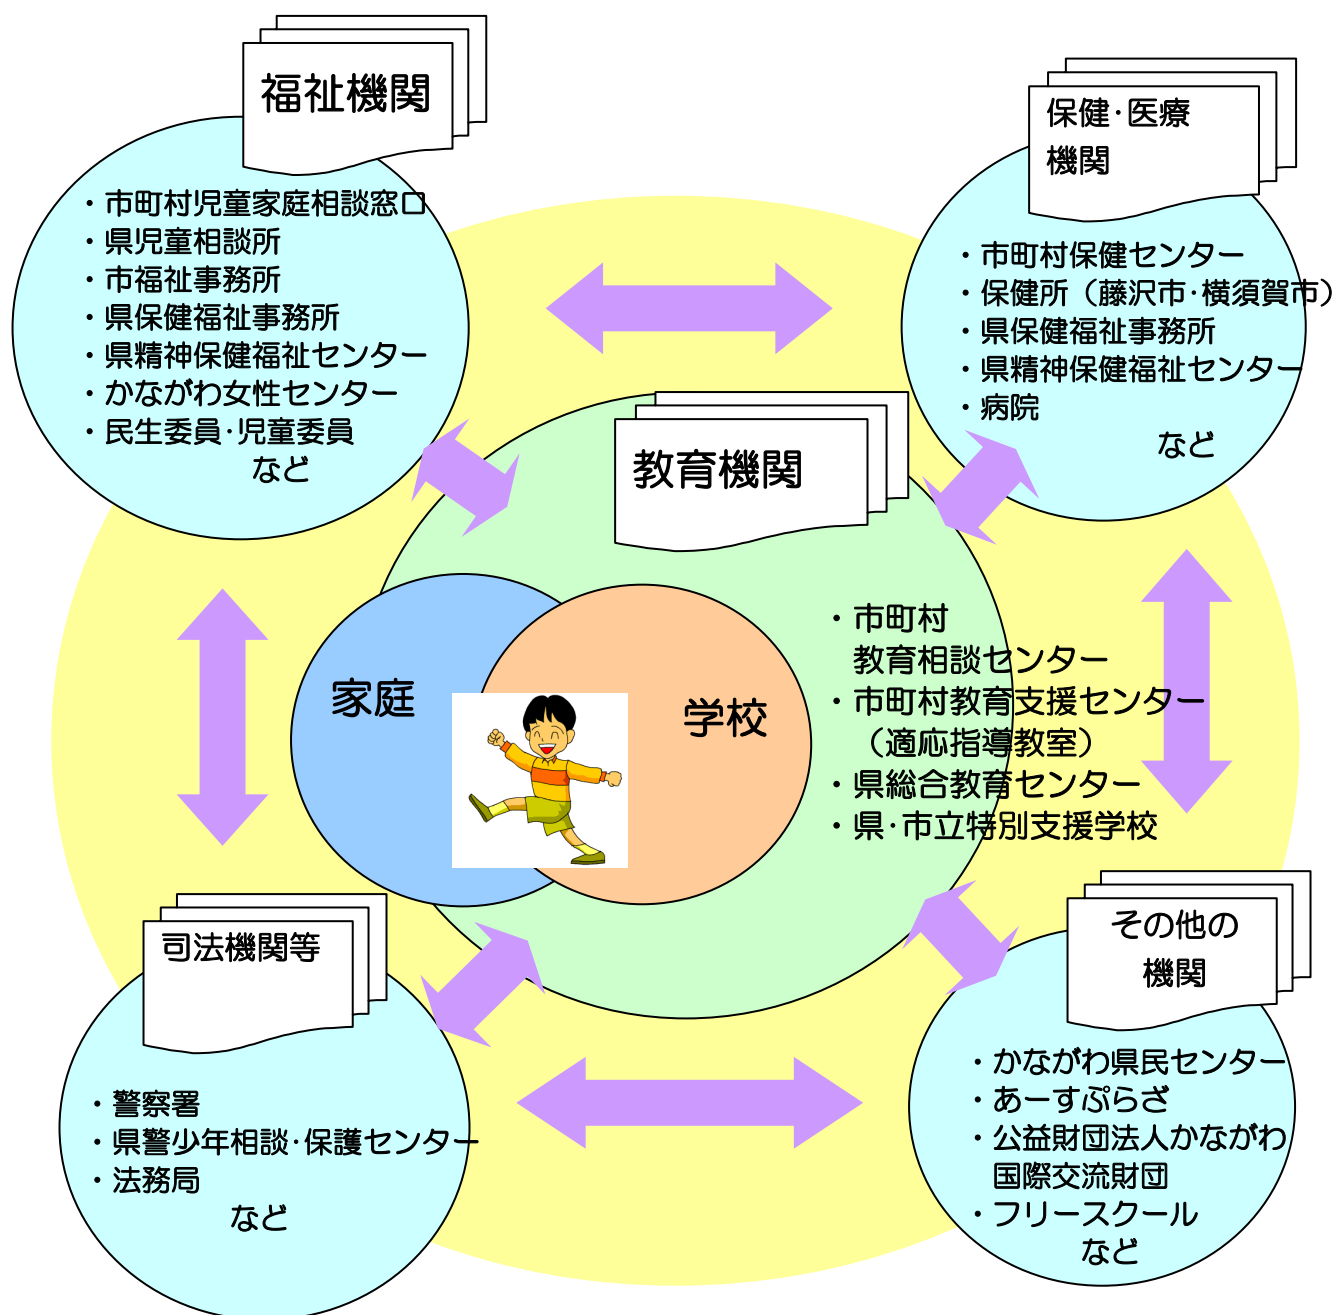 福祉機関
・市町村児童家庭相談窓口
・県児童相談所
・市福祉事務所
・県保健福祉事務所
・県精神保健福祉センター
・かながわ女性センター
・民生委員・児童委員
など
保健・医療
機関
・市町村保健センター
・保健所（藤沢市・横須賀市）
・県保健福祉事務所
・県精神保健福祉センター
・病院
など
教育機関
・市町村
教育相談センター
・市町村教育支援センター
（適応指導教室）
・県総合教育センター
・県・市立特別支援学校
家庭
学校
司法機関等
・警察署
・県警少年相談・保護センター
・法務局
など
その他の
機関
・かながわ県民センター
・あーすぷらざ
・公益財団法人かながわ
国際交流財団
・フリースクール
など